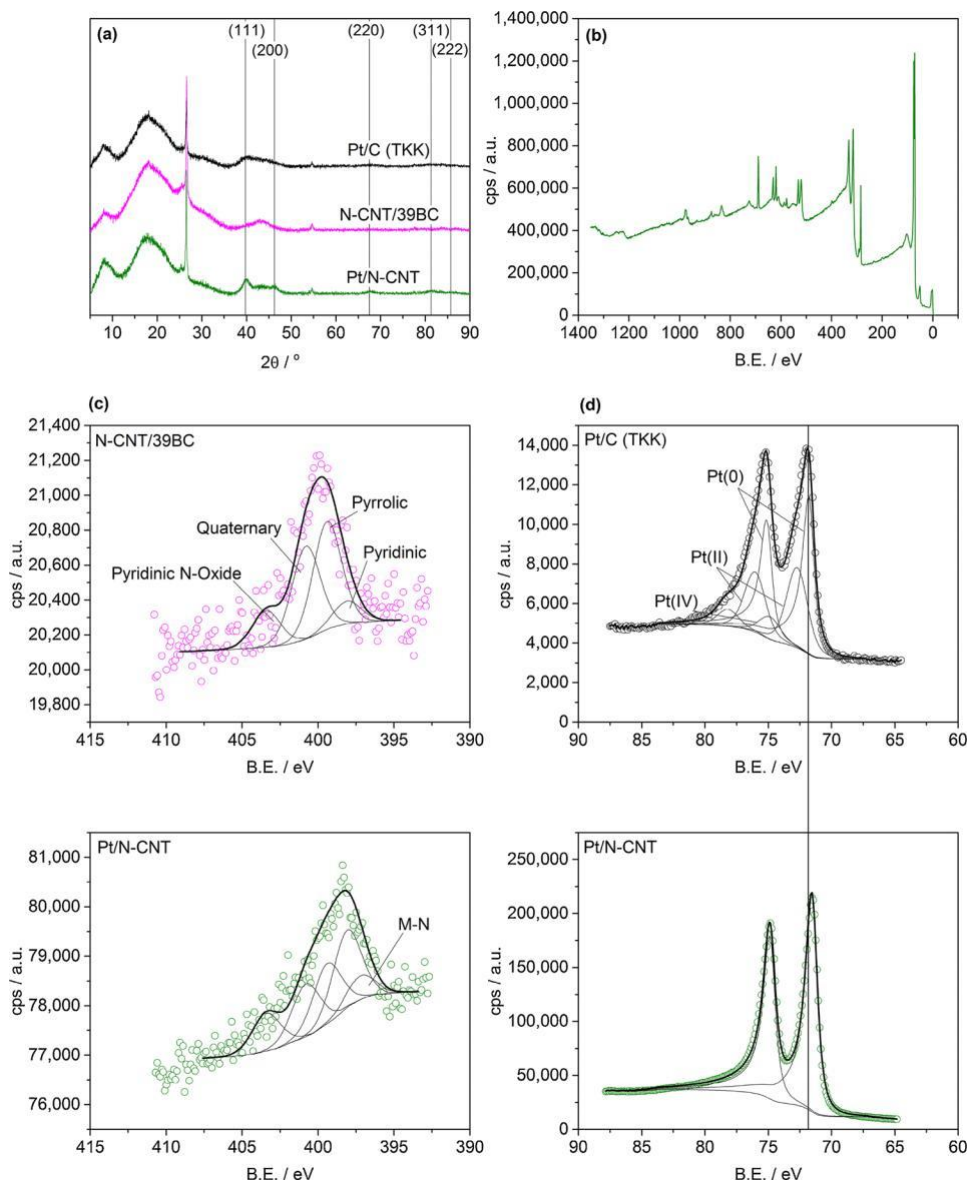 (a)
(111)
(200)
(220)
(311)
(222)
Pt/C (TKK)
N-CNT/39BC
Pt/N-CNT
10 20 30 40 50 60 70 80 90
2θ / °
(b)
1,400,000
1,200,000
1,000,000
800,000
600,000
400,000
200,000
0
cps / a.u.
1400 1200 1000 800 600 400 200 0
B.E. / eV
(c)
N-CNT/39BC
21,400
21,200
21,000
20,800
20,600
20,400
20,200
20,000
19,800
cps / a.u.
Pyrrolic
Quaternary
Pyridinic
Pyridinic N-Oxide
415 410 405 400 395 390
B.E. / eV
(d)
Pt/C (TKK)
14,000
12,000
10,000
8,000
6,000
4,000
2,000
0
cps / a.u.
Pt(0)
Pt(II)
Pt(IV)
90 85 80 75 70 65 60
B.E. / eV
Pt/N-CNT
81,000
80,000
79,000
78,000
77,000
76,000
cps / a.u.
M-N
415 410 405 400 395 390
B.E. / eV
Pt/N-CNT
250,000
200,000
150,000
100,000
50,000
0
cps / a.u.
90 85 80 75 70 65 60
B.E. / eV